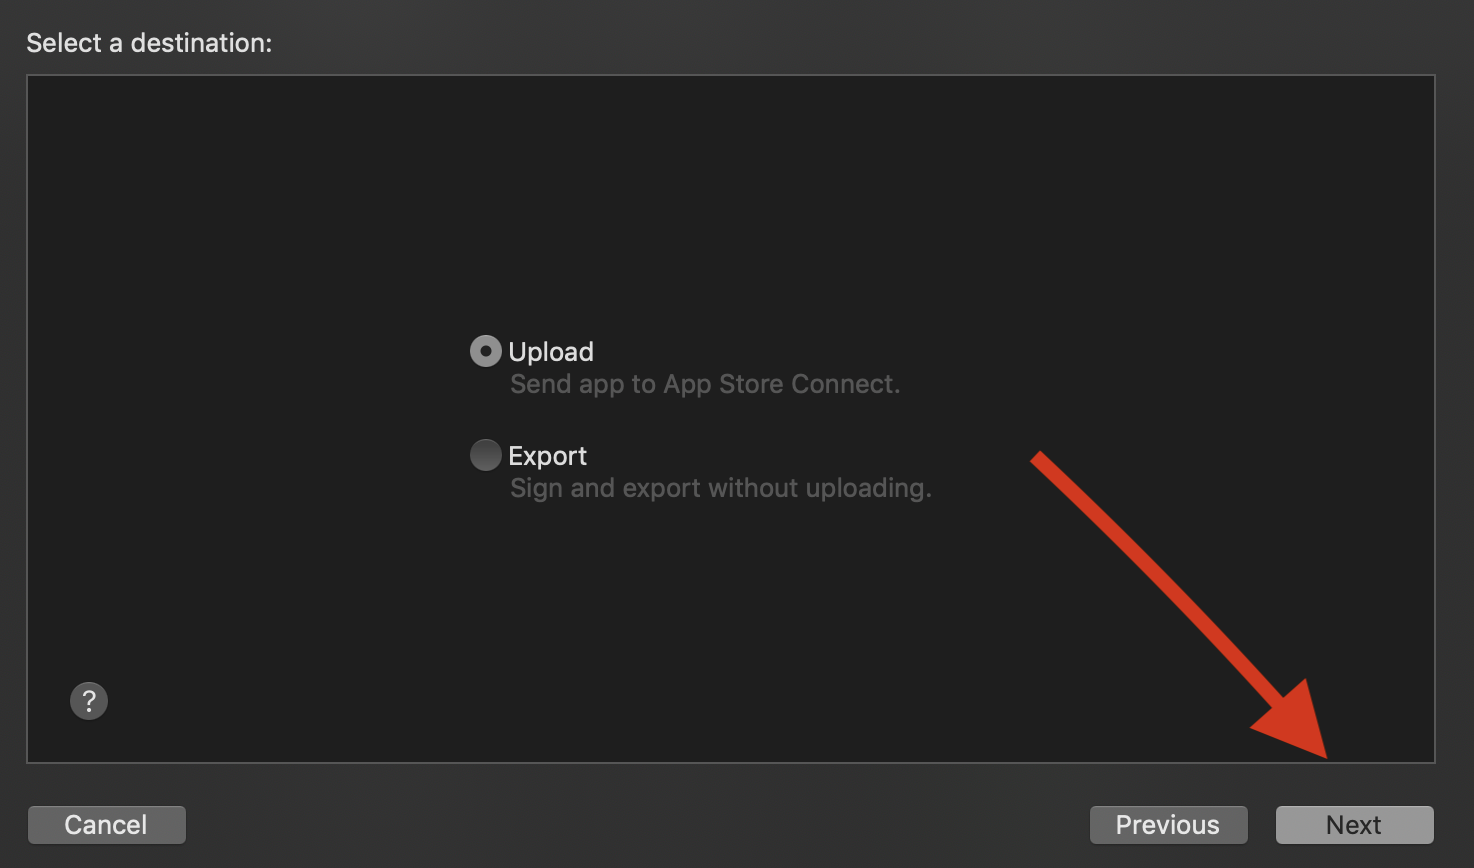 Select a destination:
Upload
Send app to App Store Connect.
Export
Sign and export without uploading.
?
Cancel
Previous
Next